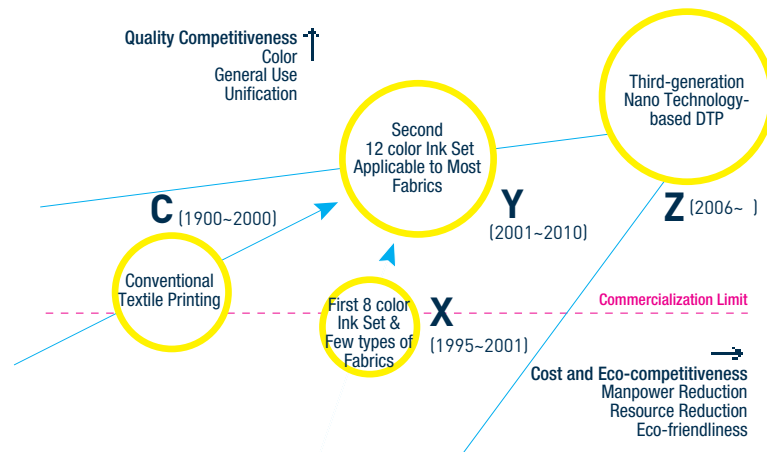 Quality Competitiveness
Color
General Use
Unification
Third-generation
Nano Technology-
based DTP
Second
12 color Ink Set
Applicable to Most
Fabrics
C (1900~2000)
Y
(2001~2010)
Z (2006~ )
Conventional
Textile Printing
First 8 color
Ink Set &
Few types of
Fabrics
X
(1995~2001)
Commercialization Limit
Cost and Eco-competitiveness
Manpower Reduction
Resource Reduction
Eco-friendliness